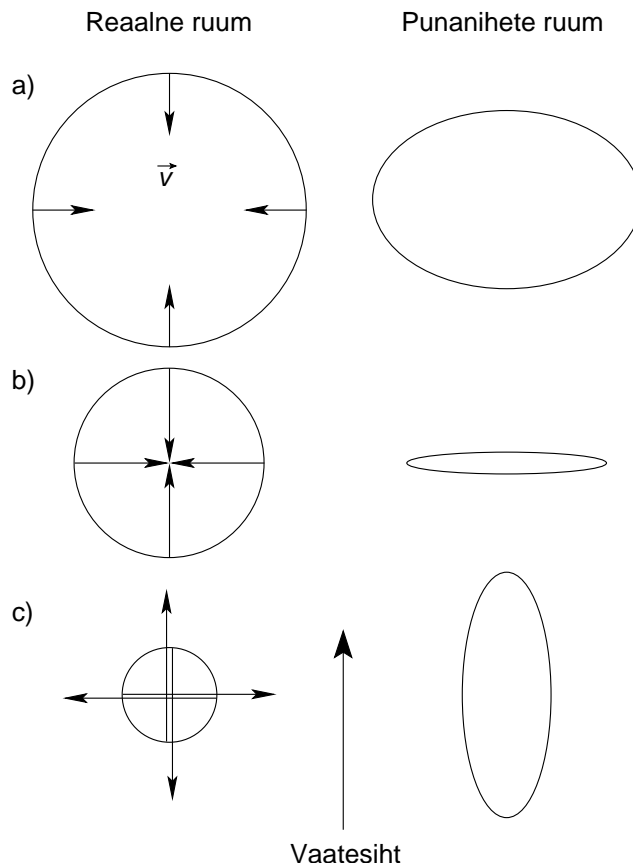 Reaalne ruum
Punanihete ruum
a)
v
b)
c)
Vaatesiht